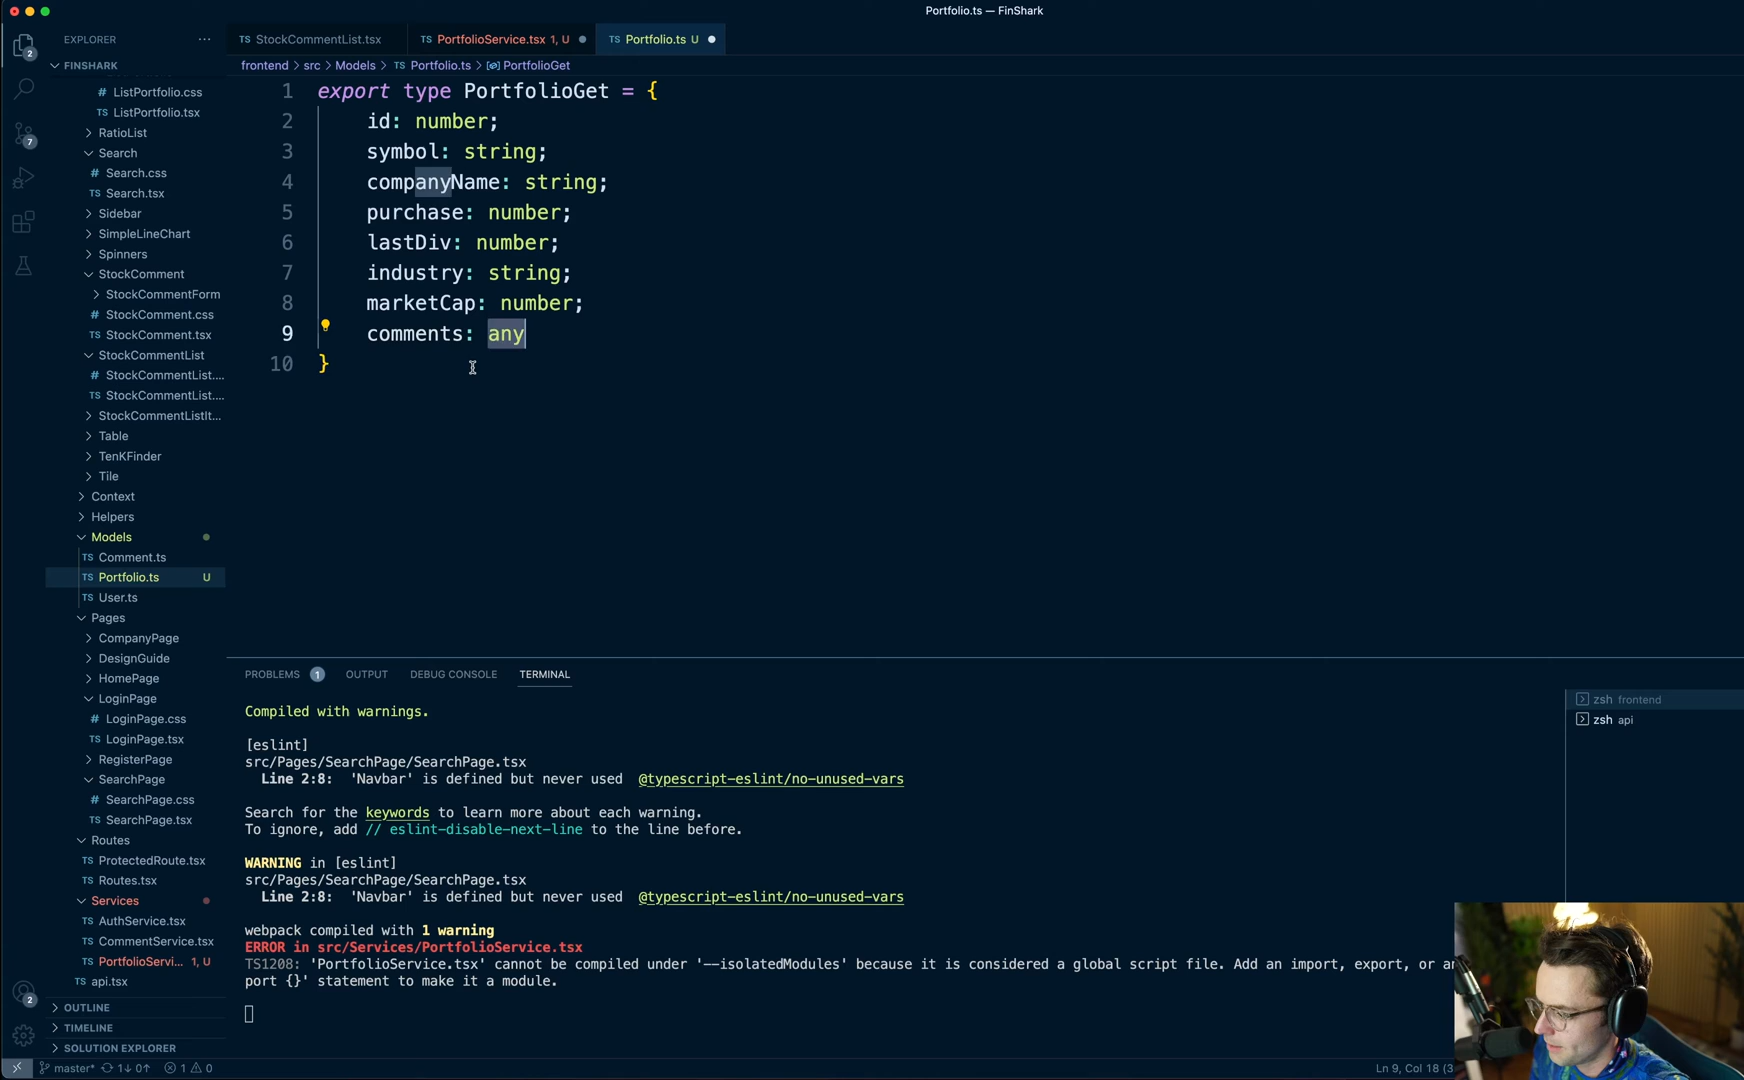 Portfolio.ts — FinShark
EXPLORER ···
StockCommentList.tsx
PortfolioService.tsx 1, U
Portfolio.ts U
FINSHARK
frontend > src > Models > TS Portfolio.ts > PortfolioGet
# ListPortfolio.css
TS ListPortfolio.tsx
RatioList
Search
# Search.css
TS Search.tsx
Sidebar
SimpleLineChart
Spinners
StockComment
StockCommentForm
# StockComment.css
TS StockComment.tsx
StockCommentList
# StockCommentList....
TS StockCommentList....
StockCommentListIt...
Table
TenKFinder
Tile
Context
Helpers
Models
TS Comment.ts
TS Portfolio.ts U
TS User.ts
Pages
CompanyPage
DesignGuide
HomePage
LoginPage
# LoginPage.css
TS LoginPage.tsx
RegisterPage
SearchPage
# SearchPage.css
TS SearchPage.tsx
Routes
TS ProtectedRoute.tsx
TS Routes.tsx
Services
TS AuthService.tsx
TS CommentService.tsx
TS PortfolioServi... 1, U
TS api.tsx
OUTLINE
TIMELINE
SOLUTION EXPLORER
1 export type PortfolioGet = {
2 id: number;
3 symbol: string;
4 companyName: string;
5 purchase: number;
6 lastDiv: number;
7 industry: string;
8 marketCap: number;
9 comments: any
10 }
PROBLEMS 1 OUTPUT DEBUG CONSOLE TERMINAL
Compiled with warnings.
[eslint]
src/Pages/SearchPage/SearchPage.tsx
Line 2:8: 'Navbar' is defined but never used @typescript-eslint/no-unused-vars
Search for the keywords to learn more about each warning.
To ignore, add // eslint-disable-next-line to the line before.
WARNING in [eslint]
src/Pages/SearchPage/SearchPage.tsx
Line 2:8: 'Navbar' is defined but never used @typescript-eslint/no-unused-vars
webpack compiled with 1 warning
ERROR in src/Services/PortfolioService.tsx
TS1208: 'PortfolioService.tsx' cannot be compiled under '--isolatedModules' because it is considered a global script file. Add an import, export, or an
port {}' statement to make it a module.
zsh frontend
zsh api
2
7
2
master* 1↓ 0↑ 1 0
Ln 9, Col 18 (3